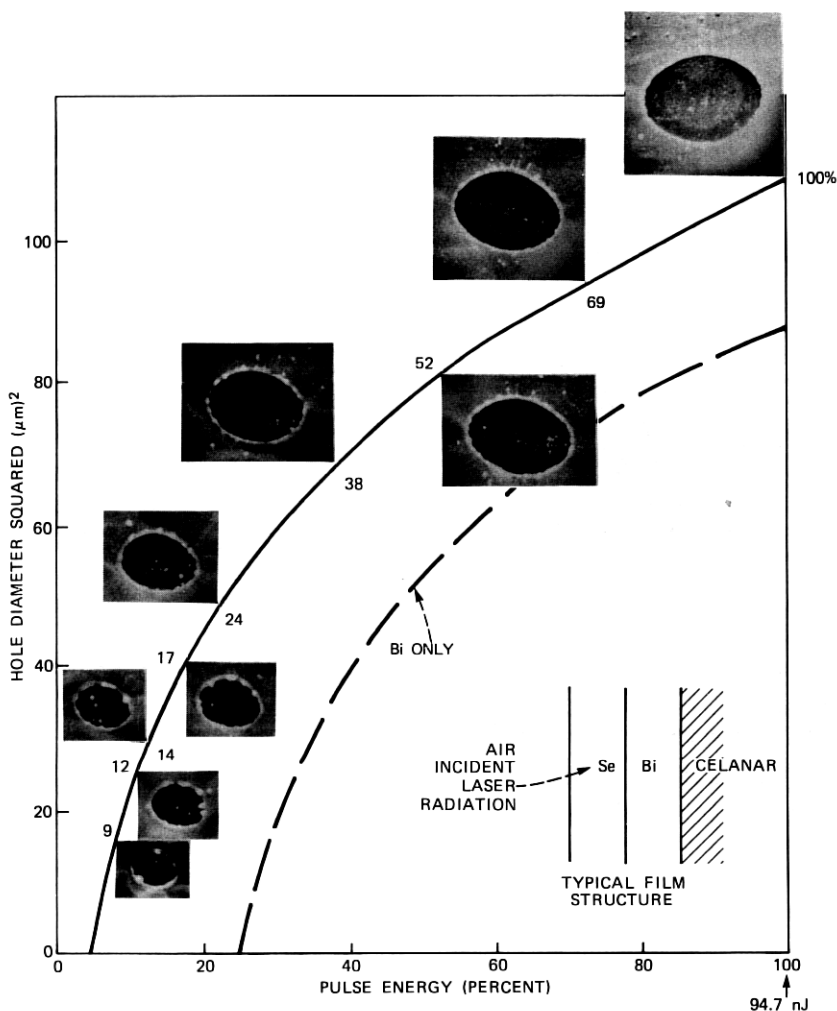 100%
100
69
52
80
38
60
24
17
Bi ONLY
40
14
12
9
20
0
HOLE DIAMETER SQUARED (μm)²
AIR
INCIDENT
LASER
RADIATION
Se
Bi
CELANAR
TYPICAL FILM
STRUCTURE
0
20
40
60
80
100
PULSE ENERGY (PERCENT)
94.7 nJ